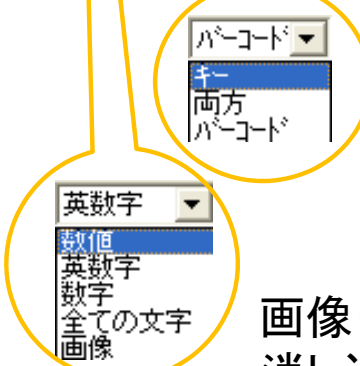 ﾊﾞｰｺｰﾄﾞ
キー
両方
ﾊﾞｰｺｰﾄﾞ
英数字
数値
英数字
数字
全ての文字
画像
画像